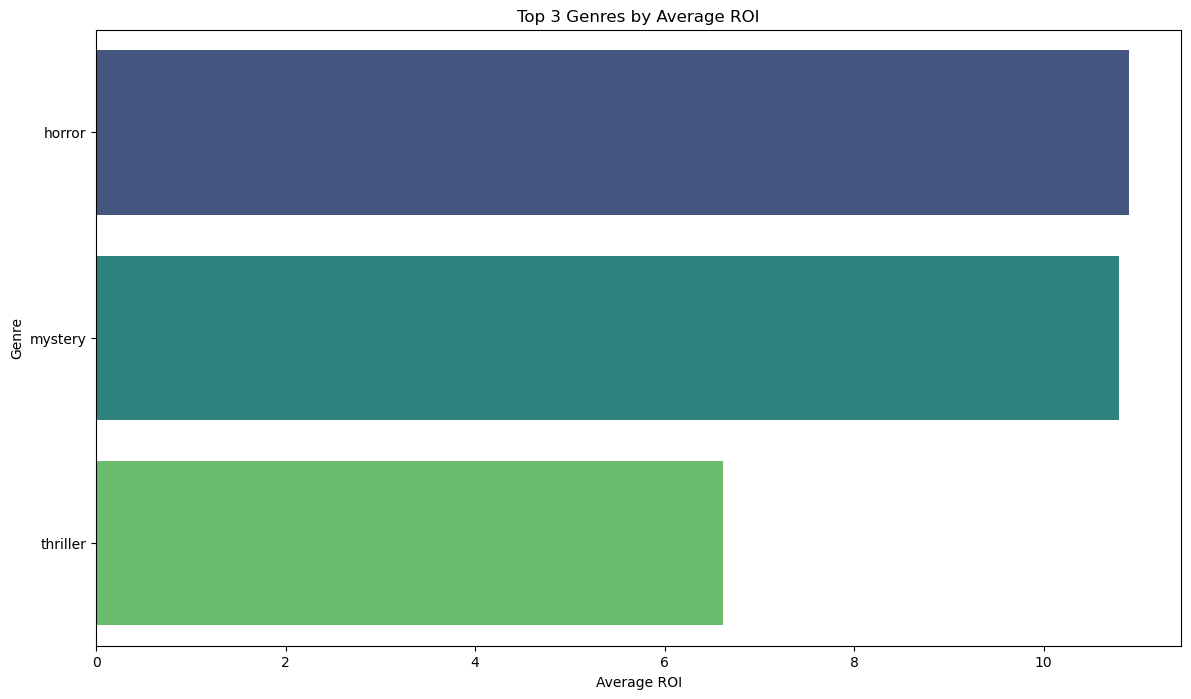 Top 3 Genres by Average ROI
horror
mystery
thriller
Genre
0 2 4 6 8 10
Average ROI